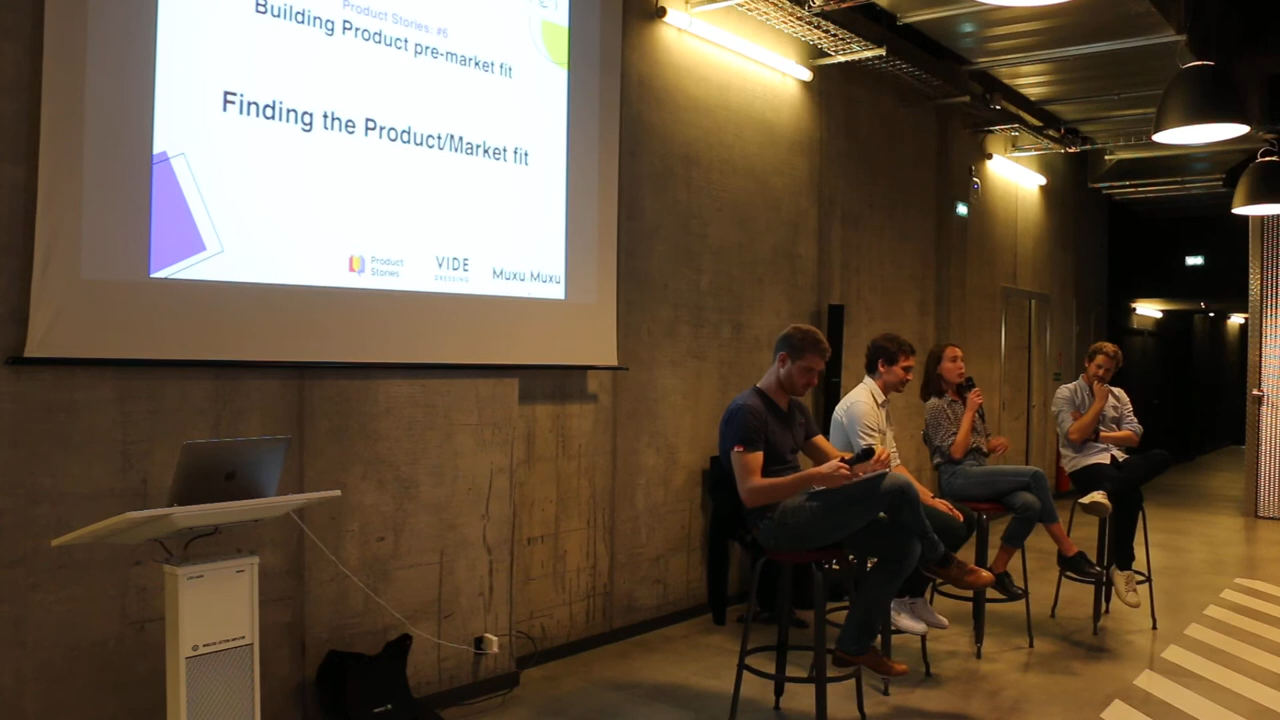 Product Stories: #6
Building Product pre-market fit
Finding the Product/Market fit
Product
Stories
VIDE
DRESSING
Muxu Muxu